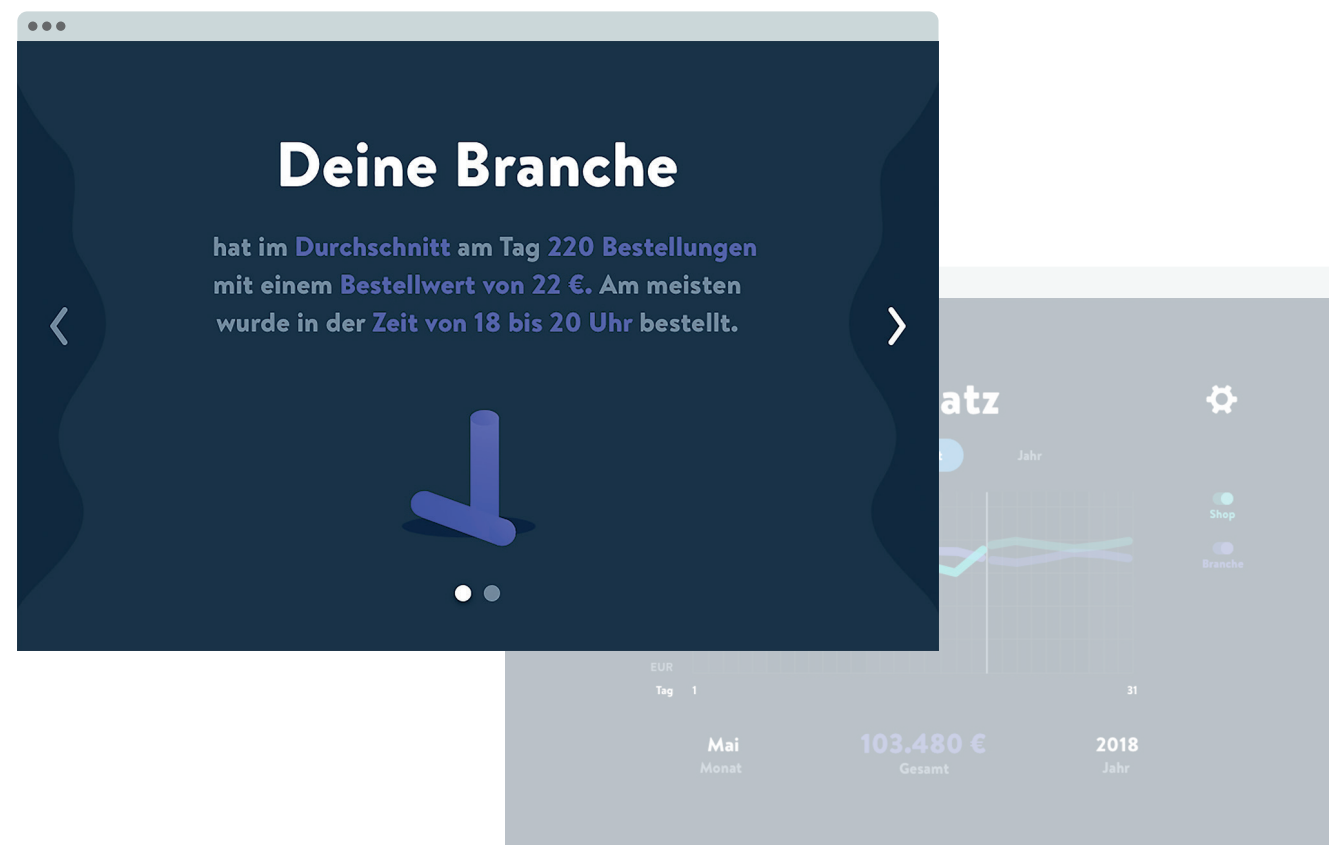 Deine Branche
hat im Durchschnitt am Tag 220 Bestellungen
mit einem Bestellwert von 22 €. Am meisten
wurde in der Zeit von 18 bis 20 Uhr bestellt.
atz
Jahr
Shop
Branche
EUR
Tag 1 31
Mai 103.480 € 2018
Monat Gesamt Jahr